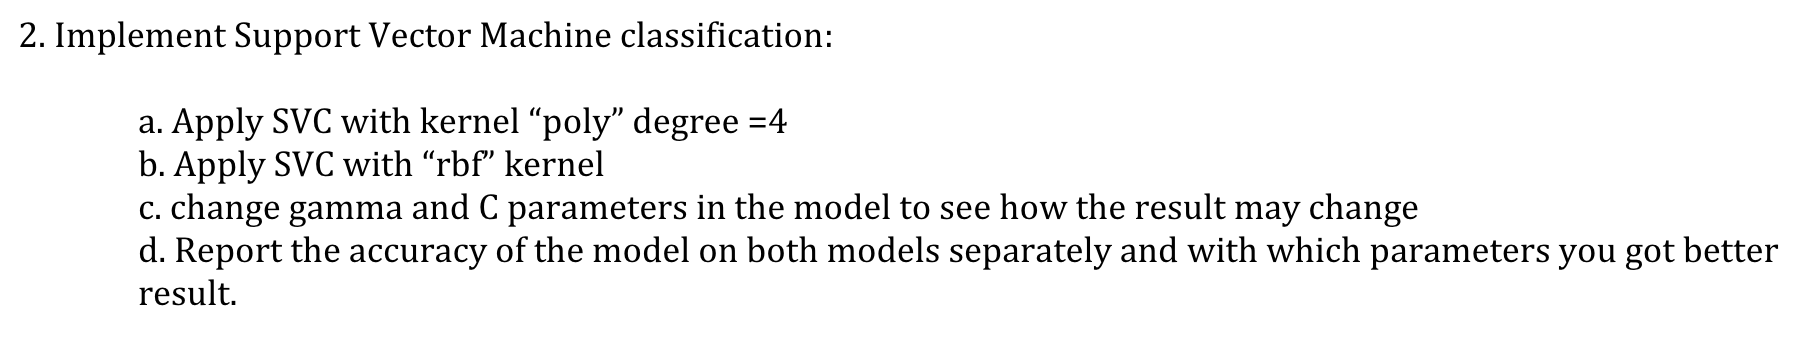 2. Implement Support Vector Machine classification:
a. Apply SVC with kernel “poly” degree =4
b. Apply SVC with “rbf” kernel
c. change gamma and C parameters in the model to see how the result may change
d. Report the accuracy of the model on both models separately and with which parameters you got better
result.